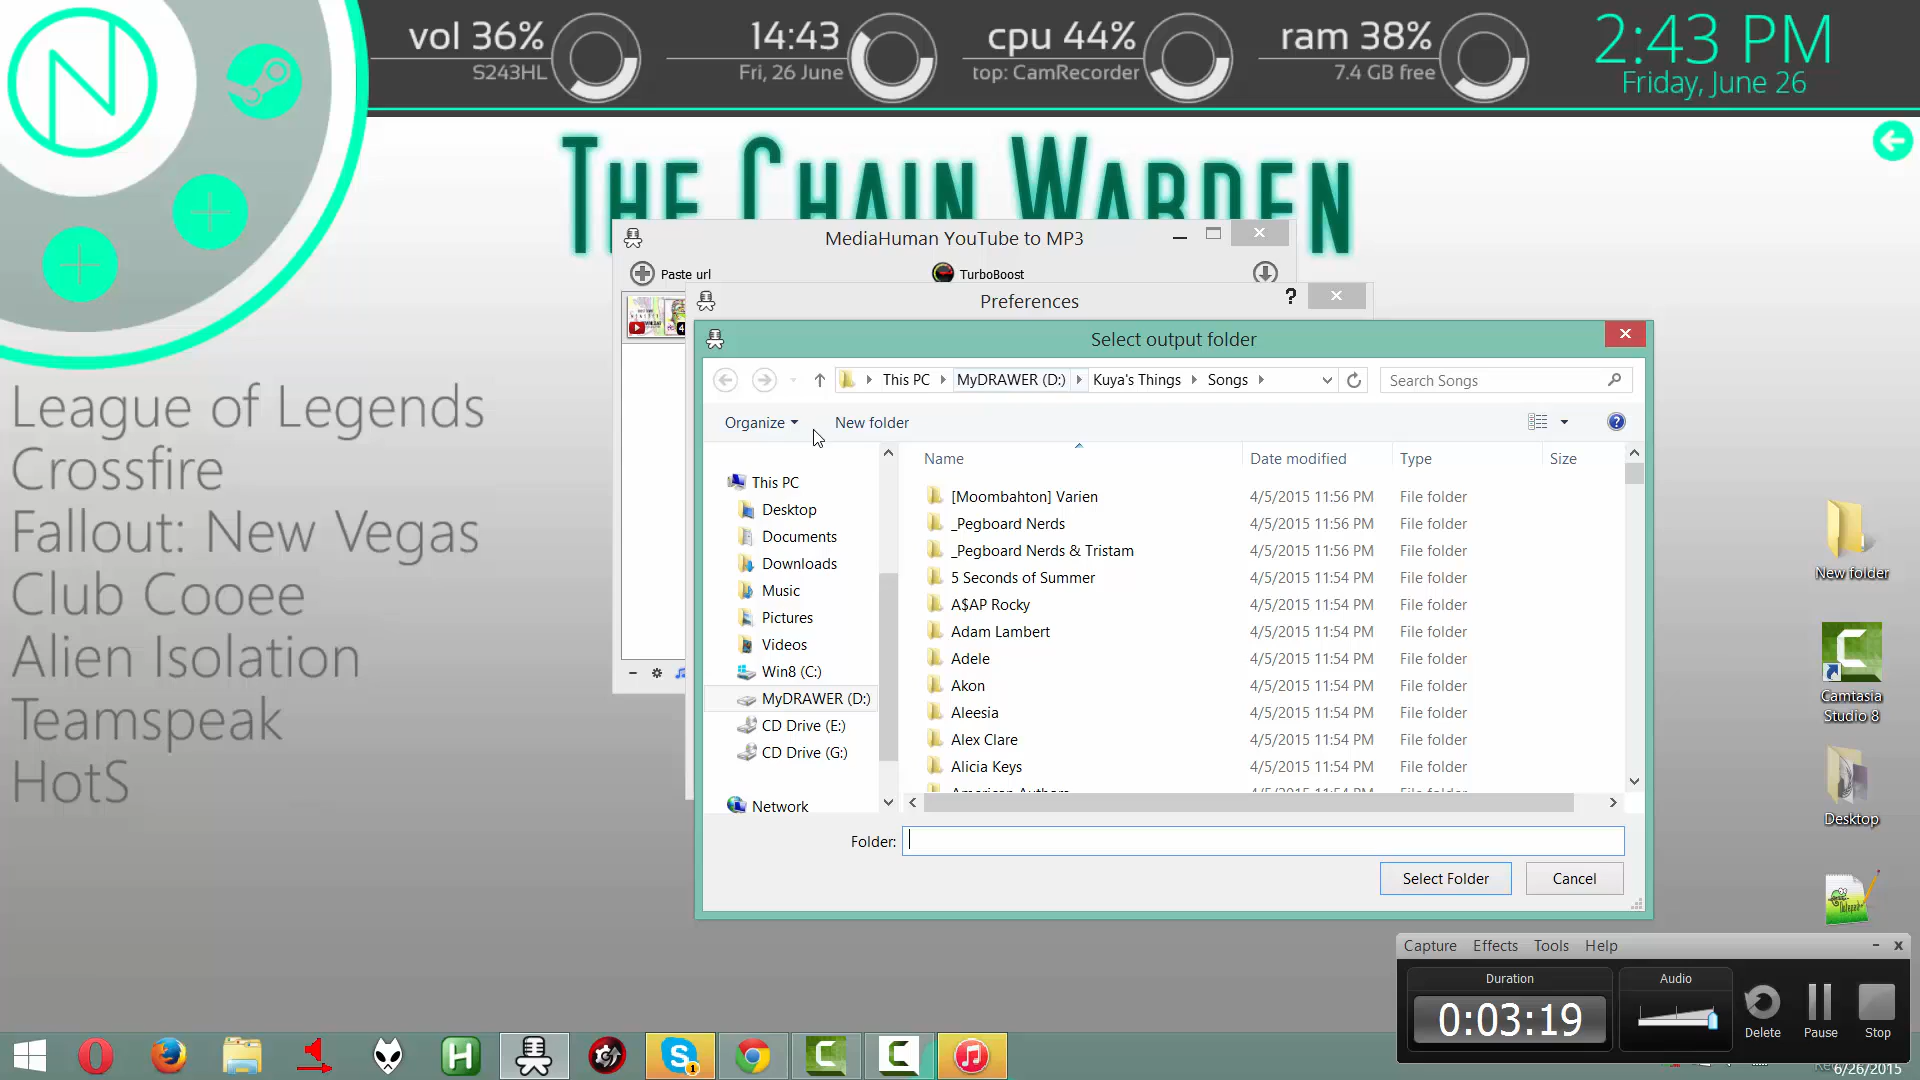 vol 36%
S243HL
14:43
Fri, 26 June
cpu 44%
top: CamRecorder
ram 38%
7.4 GB free
2:43 PM
Friday, June 26
N
THE CHAIN WARDEN
MediaHuman YouTube to MP3
Paste url
TurboBoost
Preferences
?
Select output folder
This PC
MyDRAWER (D:)
Kuya's Things
Songs
Search Songs
Organize
New folder
?
Name
Date modified
Type
Size
This PC
Desktop
Documents
Downloads
Music
Pictures
Videos
Win8 (C:)
MyDRAWER (D:)
CD Drive (E:)
CD Drive (G:)
Network
[Moombahton] Varien 4/5/2015 11:56 PM File folder
_Pegboard Nerds 4/5/2015 11:56 PM File folder
_Pegboard Nerds & Tristam 4/5/2015 11:56 PM File folder
5 Seconds of Summer 4/5/2015 11:54 PM File folder
A$AP Rocky 4/5/2015 11:54 PM File folder
Adam Lambert 4/5/2015 11:54 PM File folder
Adele 4/5/2015 11:54 PM File folder
Akon 4/5/2015 11:54 PM File folder
Aleesia 4/5/2015 11:54 PM File folder
Alex Clare 4/5/2015 11:54 PM File folder
Alicia Keys 4/5/2015 11:54 PM File folder
Folder:
Select Folder
Cancel
League of Legends
Crossfire
Fallout: New Vegas
Club Cooee
Alien Isolation
Teamspeak
HotS
New folder
Camtasia
Studio 8
Desktop
Capture Effects Tools Help
Duration
0:03:19
Audio
Delete
Pause
Stop
6/26/2015